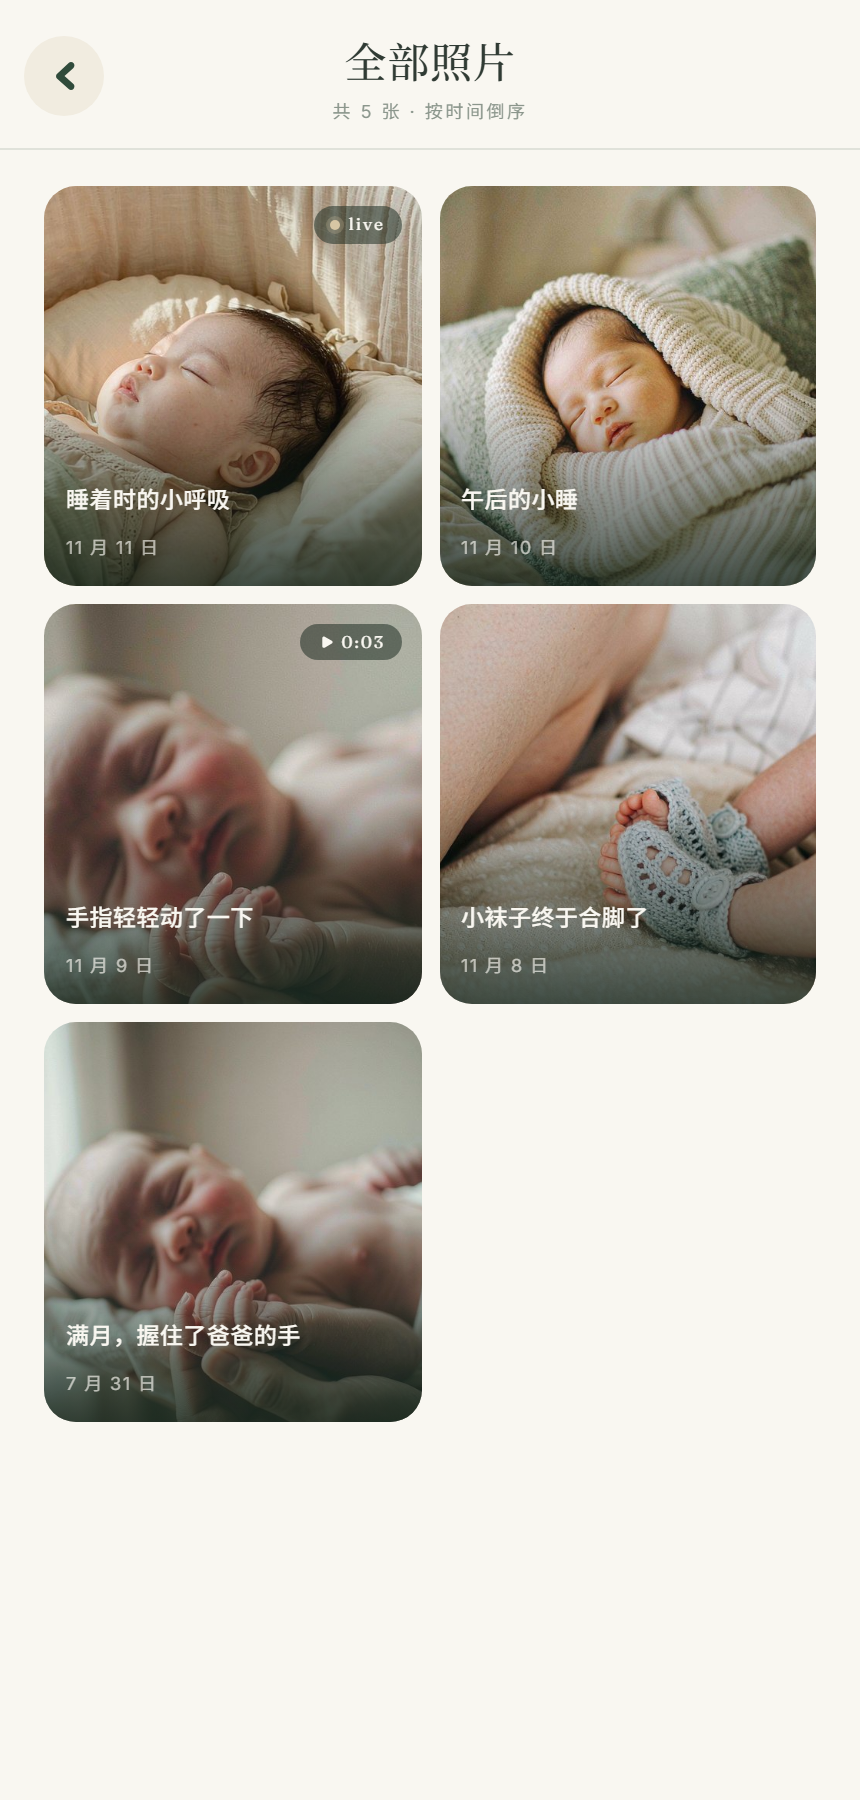 全部照片
共 5 张 · 按时间倒序
live
睡着时的小呼吸
11 月 11 日
午后的小睡
11 月 10 日
0:03
手指轻轻动了一下
11 月 9 日
小袜子终于合脚了
11 月 8 日
满月，握住了爸爸的手
7 月 31 日